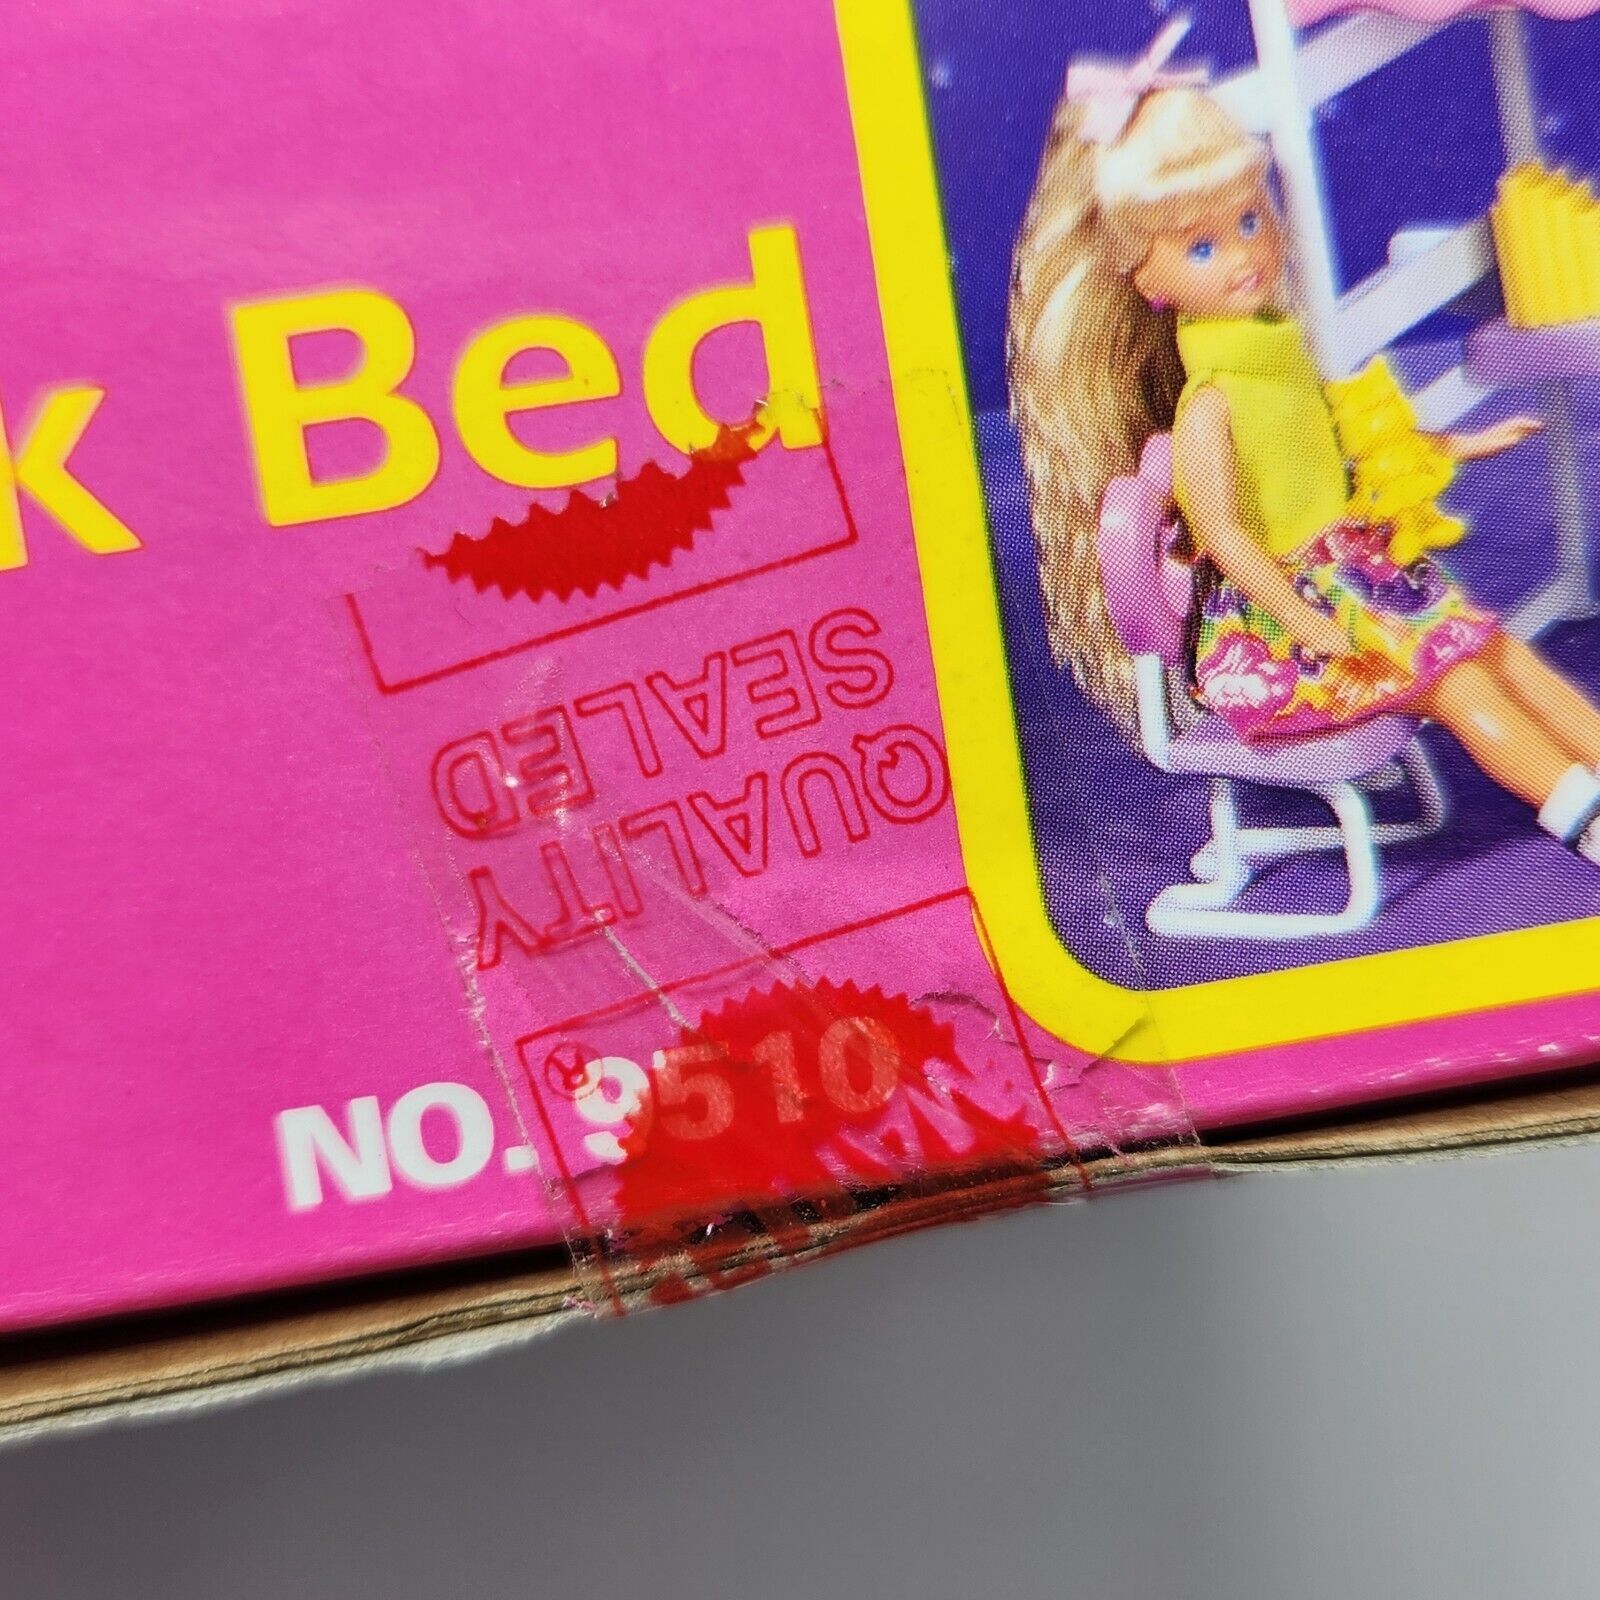 k Bed
SEALED
QUALITY
NO. 9510